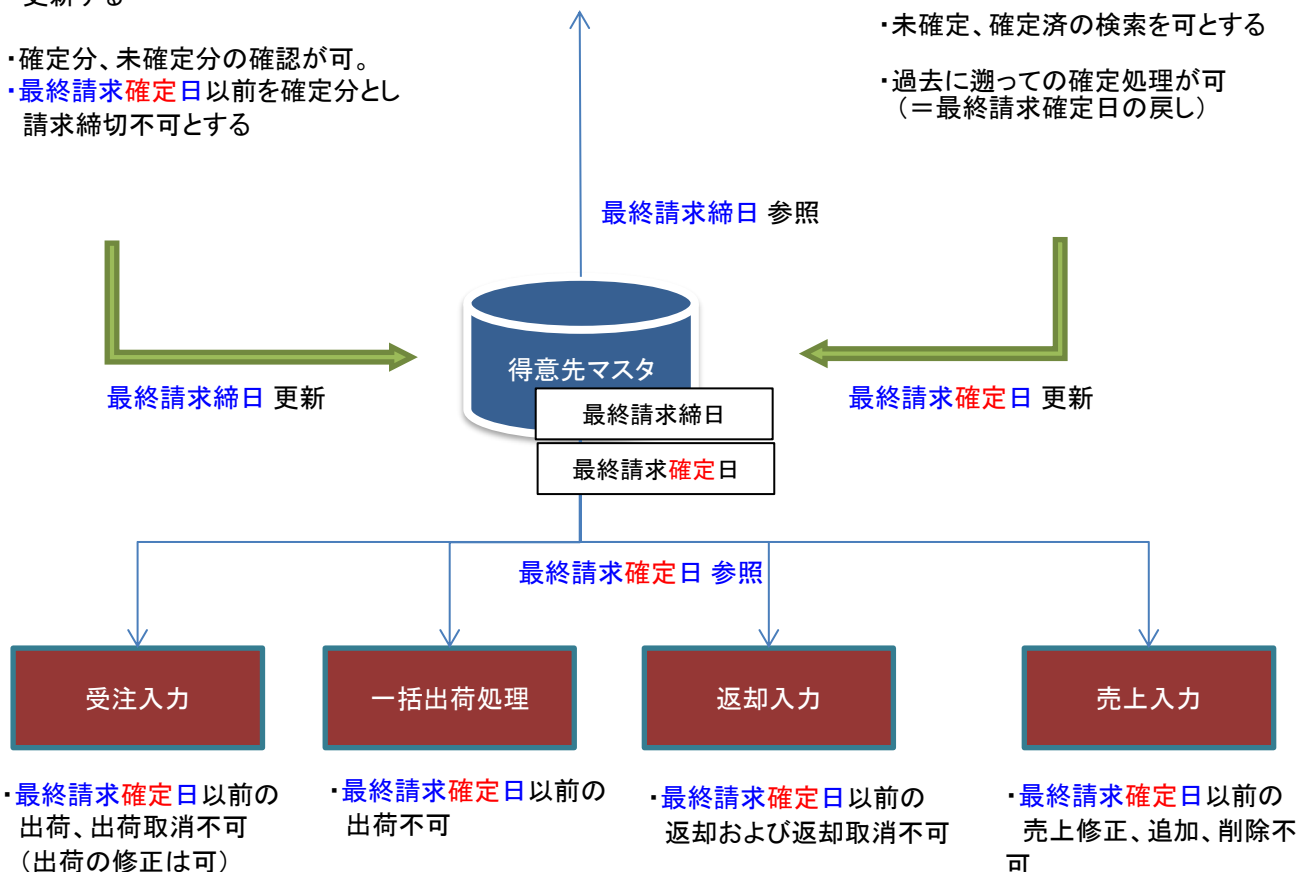 更新する
・確定分、未確定分の確認が可。
・最終請求確定日以前を確定分とし
請求締切不可とする
・未確定、確定済の検索を可とする
・過去に遡っての確定処理が可
（＝最終請求確定日の戻し）
最終請求締日 参照
最終請求締日 更新
得意先マスタ
最終請求締日
最終請求確定日
最終請求確定日 更新
最終請求確定日 参照
受注入力
一括出荷処理
返却入力
売上入力
・最終請求確定日以前の
出荷、出荷取消不可
（出荷の修正は可）
・最終請求確定日以前の
出荷不可
・最終請求確定日以前の
返却および返却取消不可
・最終請求確定日以前の
売上修正、追加、削除不
可